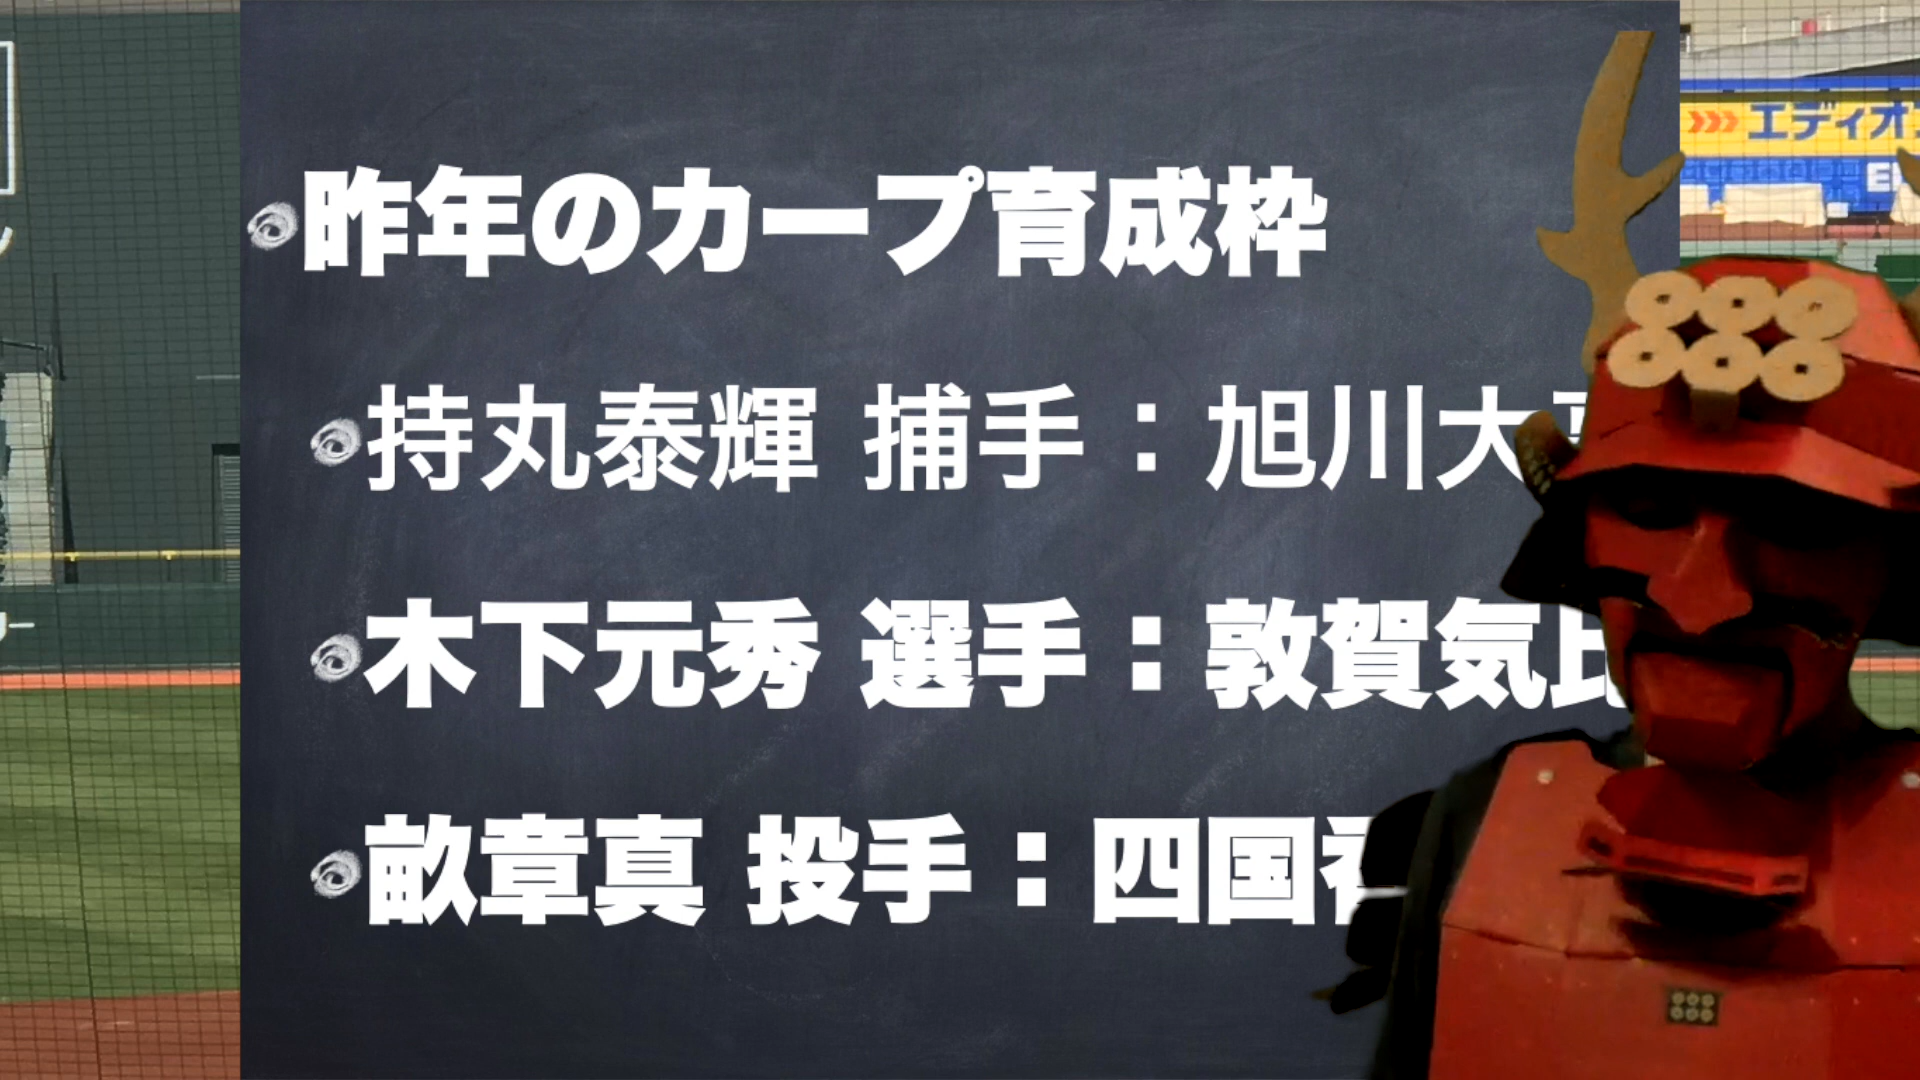 昨年のカープ育成枠
エディオ
持丸泰輝 捕手：旭川大
木下元秀 選手：敦賀気比
畝章真 投手：四国香